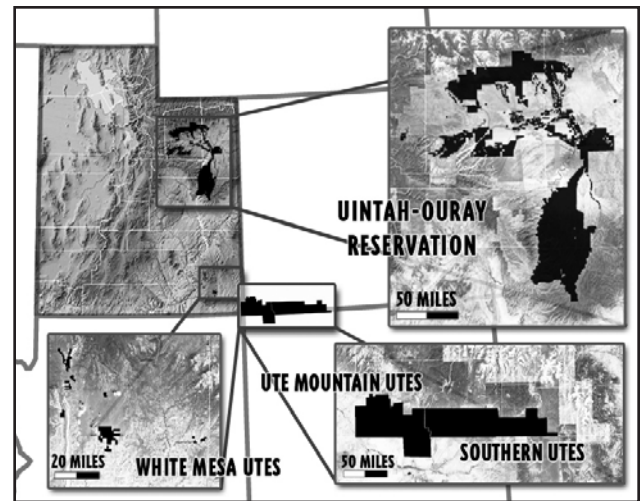 UINTAH-OURAY
RESERVATION
50 MILES
UTE MOUNTAIN UTES
20 MILES
WHITE MESA UTES
50 MILES
SOUTHERN UTES